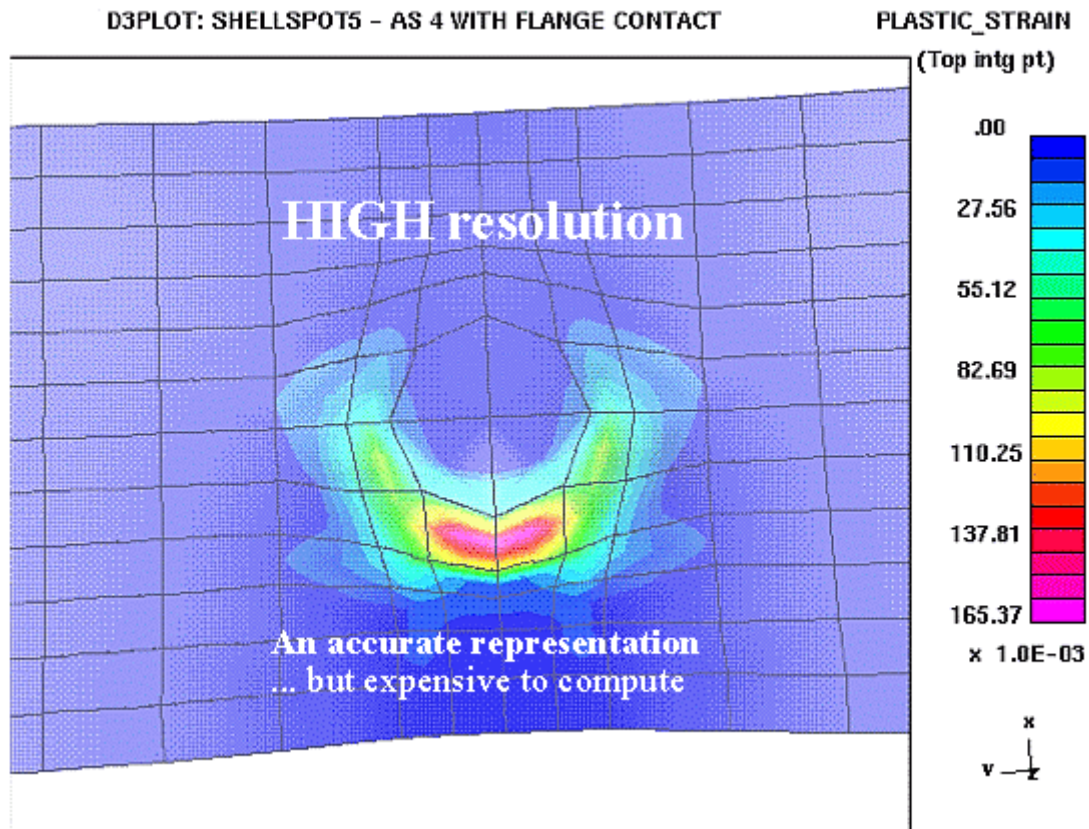 D3PLOT: SHELLSPOT5 - AS 4 WITH FLANGE CONTACT
PLASTIC_STRAIN
(Top intg pt)
.00
27.56
55.12
82.69
110.25
137.81
165.37
x 1.0E-03
HIGH resolution
An accurate representation
... but expensive to compute
x
Y
z